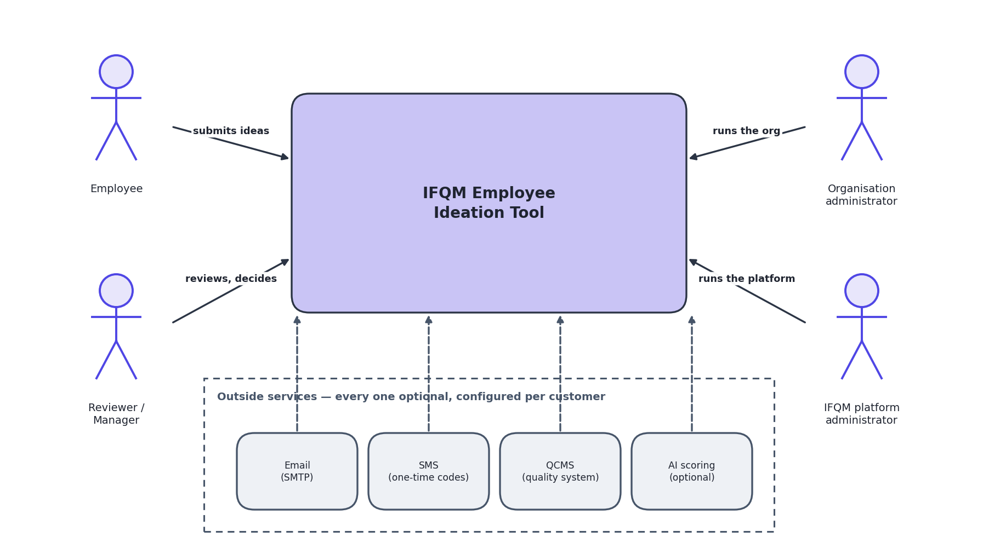 submits ideas
runs the org
Employee
Organisation
administrator
IFQM Employee
Ideation Tool
reviews, decides
runs the platform
Reviewer /
Manager
IFQM platform
administrator
Outside services — every one optional, configured per customer
Email
(SMTP)
SMS
(one-time codes)
QCMS
(quality system)
AI scoring
(optional)